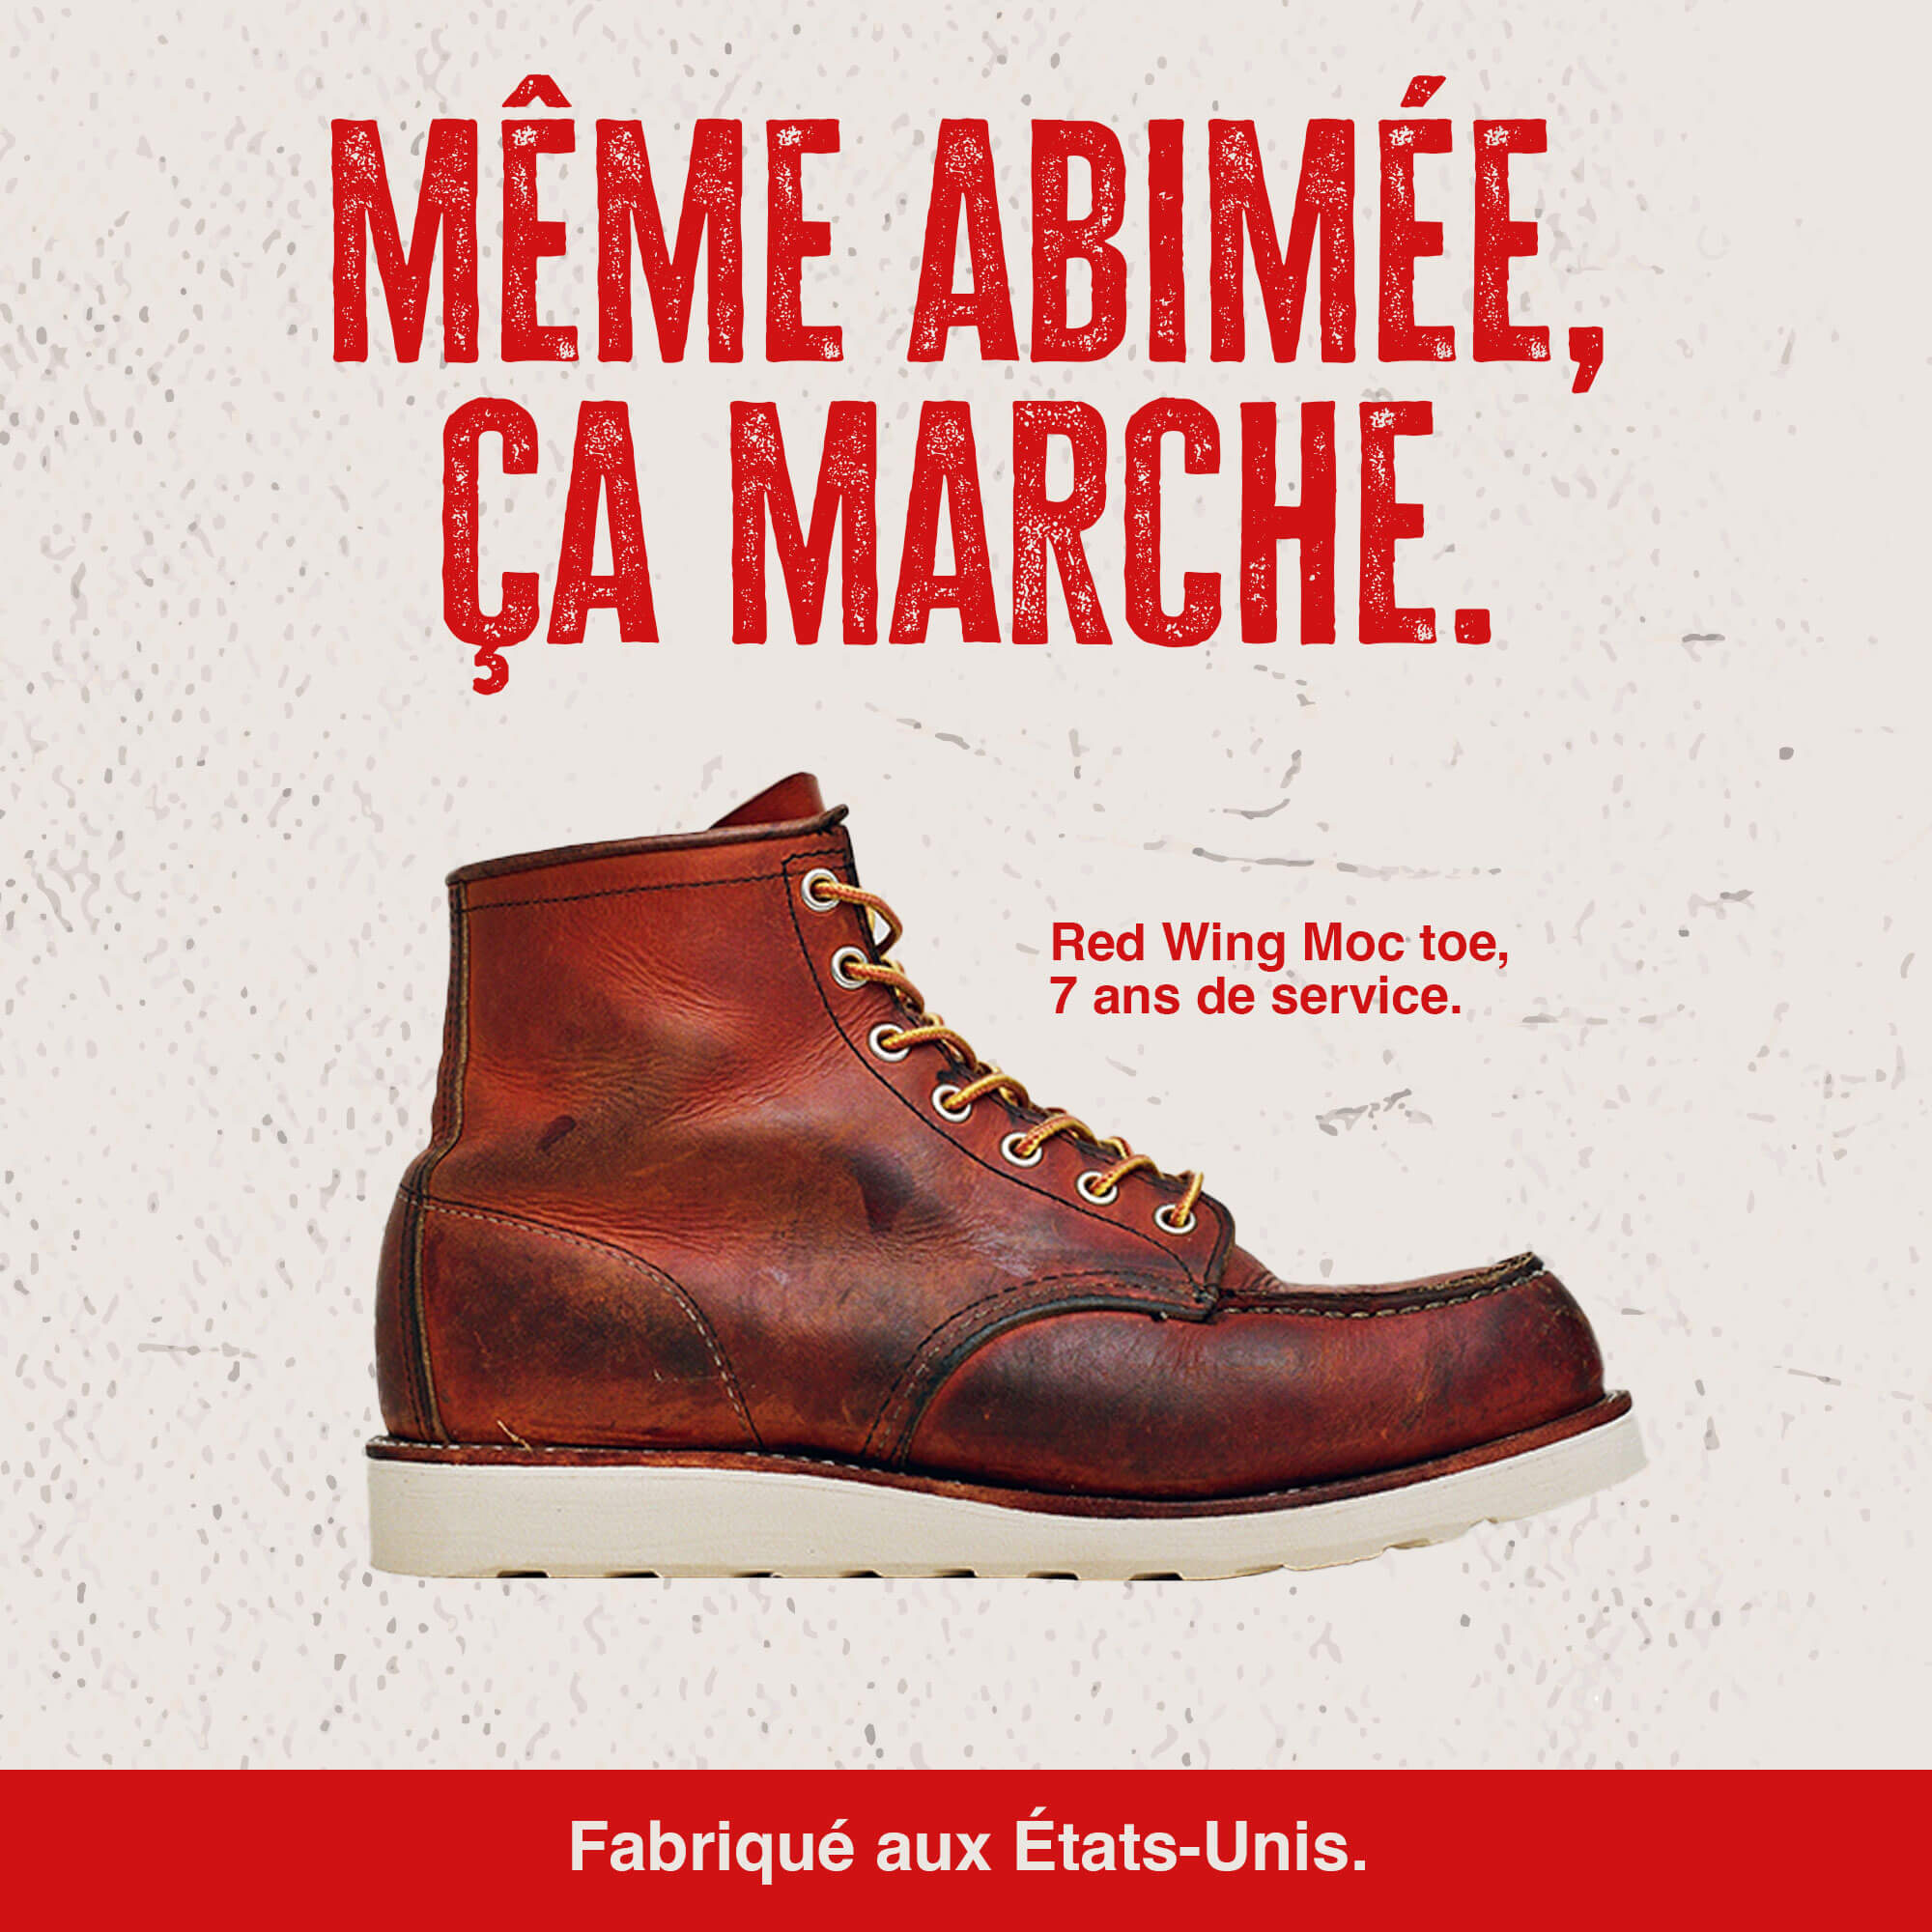 MÊME ABIMÉE,
ÇA MARCHE.
Red Wing Moc toe,
7 ans de service.
Fabriqué aux États-Unis.